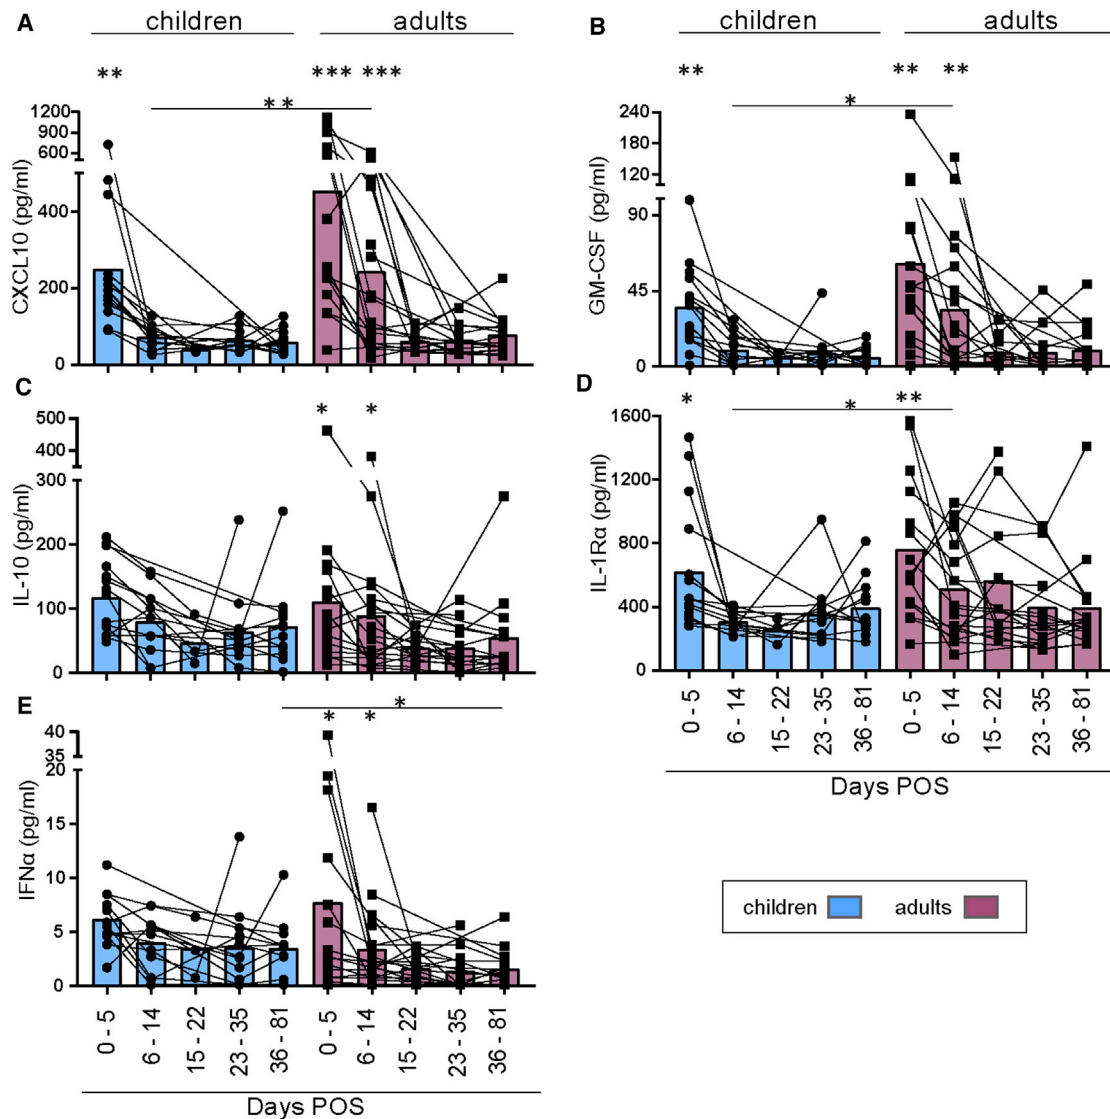 A
children
adults
**
*** ***
**
CXCL10 (pg/ml)
1200
900
600
400
200
0
B
children
adults
**
** **
*
GM-CSF (pg/ml)
240
180
120
90
45
0
C
* *
IL-10 (pg/ml)
500
400
300
200
100
0
D
*
**
*
IL-1Rα (pg/ml)
1600
1200
800
400
0
0 - 5
6 - 14
15 - 22
23 - 35
36 - 81
0 - 5
6 - 14
15 - 22
23 - 35
36 - 81
Days POS
E
*
* *
IFNα (pg/ml)
40
35
20
15
10
5
0
0 - 5
6 - 14
15 - 22
23 - 35
36 - 81
0 - 5
6 - 14
15 - 22
23 - 35
36 - 81
Days POS
children
adults